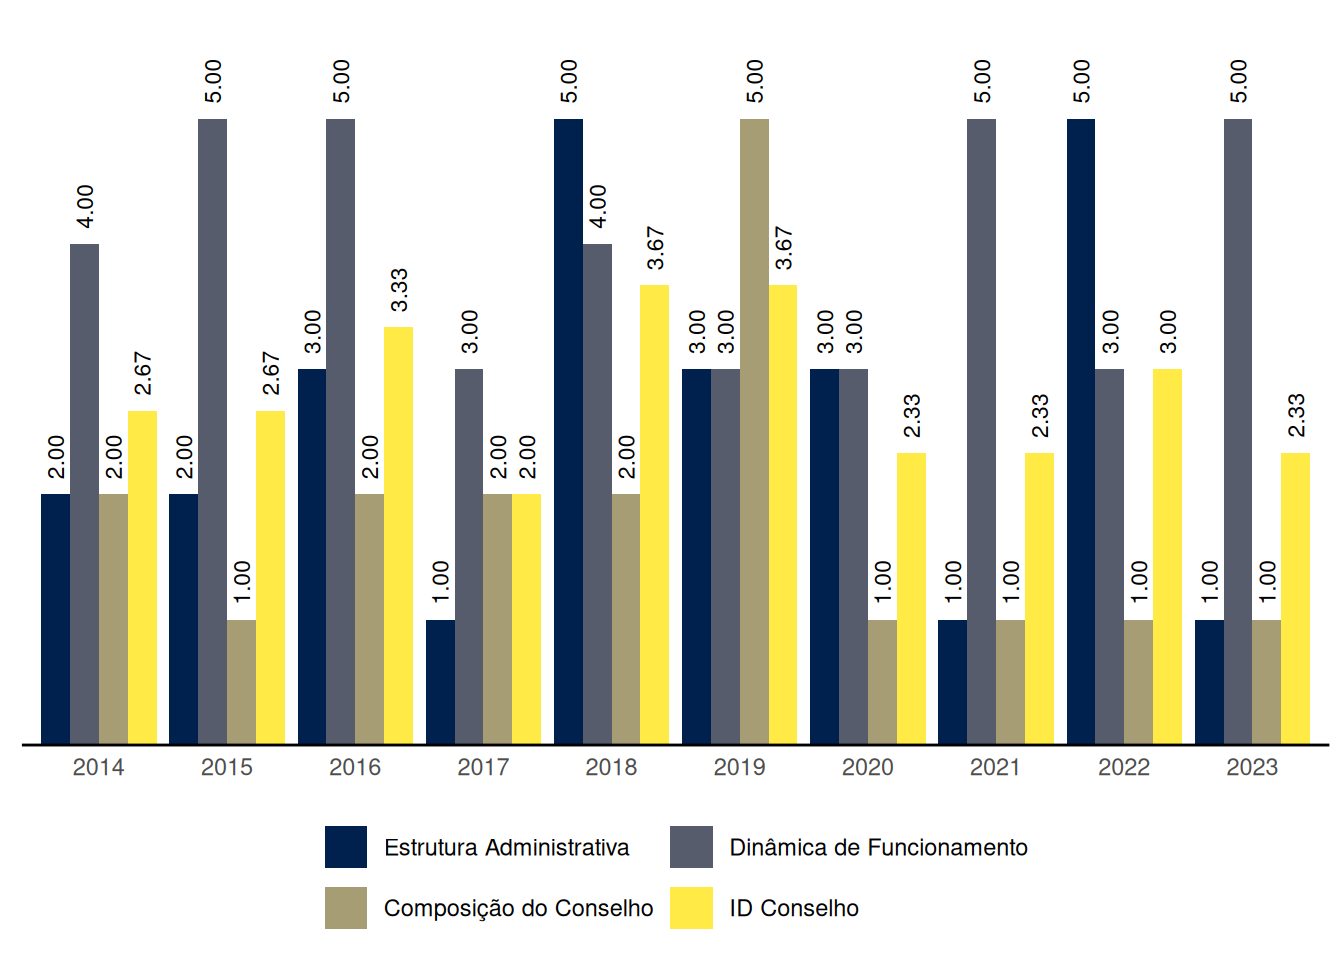 5.00 5.00 5.00 5.00 5.00 5.00 5.00
4.00 4.00
3.67 3.67
3.33
3.00 3.00 3.00 3.00 3.00 3.00 3.00 3.00
2.67 2.67
2.33 2.33 2.33
2.00 2.00 2.00 2.00 2.00 2.00 2.00
1.00 1.00 1.00 1.00 1.00 1.00 1.00 1.00
2014 2015 2016 2017 2018 2019 2020 2021 2022 2023
Estrutura Administrativa Dinâmica de Funcionamento
Composição do Conselho ID Conselho